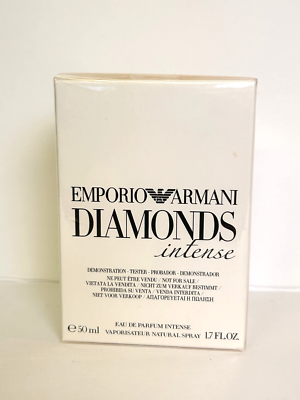 EMPORIO ARMANI
DIAMONDS
intense
DEMONSTRATION - TESTER - PROBADOR - DEMONSTRADOR
NE PEUT ÊTRE VENDU / NOT FOR SALE /
VIETATA LA VENDITA / NICHT ZUM VERKAUF BESTIMMT /
PROHIBIDA SU VENTA / VENDA INTERDITA /
NIET VOOR VERKOOP / ΑΠΑΓΟΡΕΥΕΤΑΙ Η ΠΩΛΗΣΗ
EAU DE PARFUM INTENSE
℮ 50 ml VAPORISATEUR NATURAL SPRAY 1.7 FL.OZ.